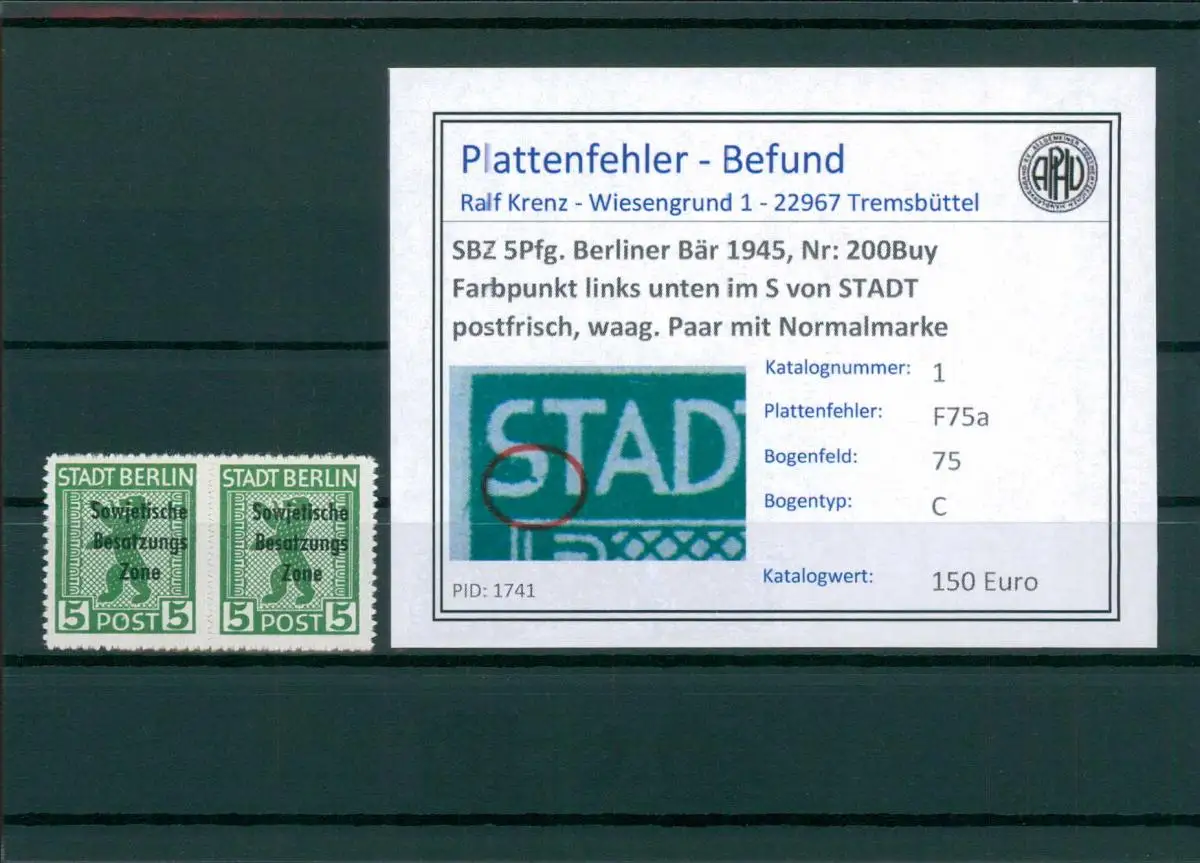 STADT BERLIN
Sowjetische
Besatzungs
Zone
5 POST 5
STADT BERLIN
Sowjetische
Besatzungs
Zone
5 POST 5
Plattenfehler - Befund
Ralf Krenz - Wiesengrund 1 - 22967 Tremsbüttel
APHV
SBZ 5Pfg. Berliner Bär 1945, Nr: 200Buy
Farbpunkt links unten im S von STADT
postfrisch, waag. Paar mit Normalmarke
STADT
Katalognummer: 1
Plattenfehler: F75a
Bogenfeld: 75
Bogentyp: C
Katalogwert: 150 Euro
PID: 1741